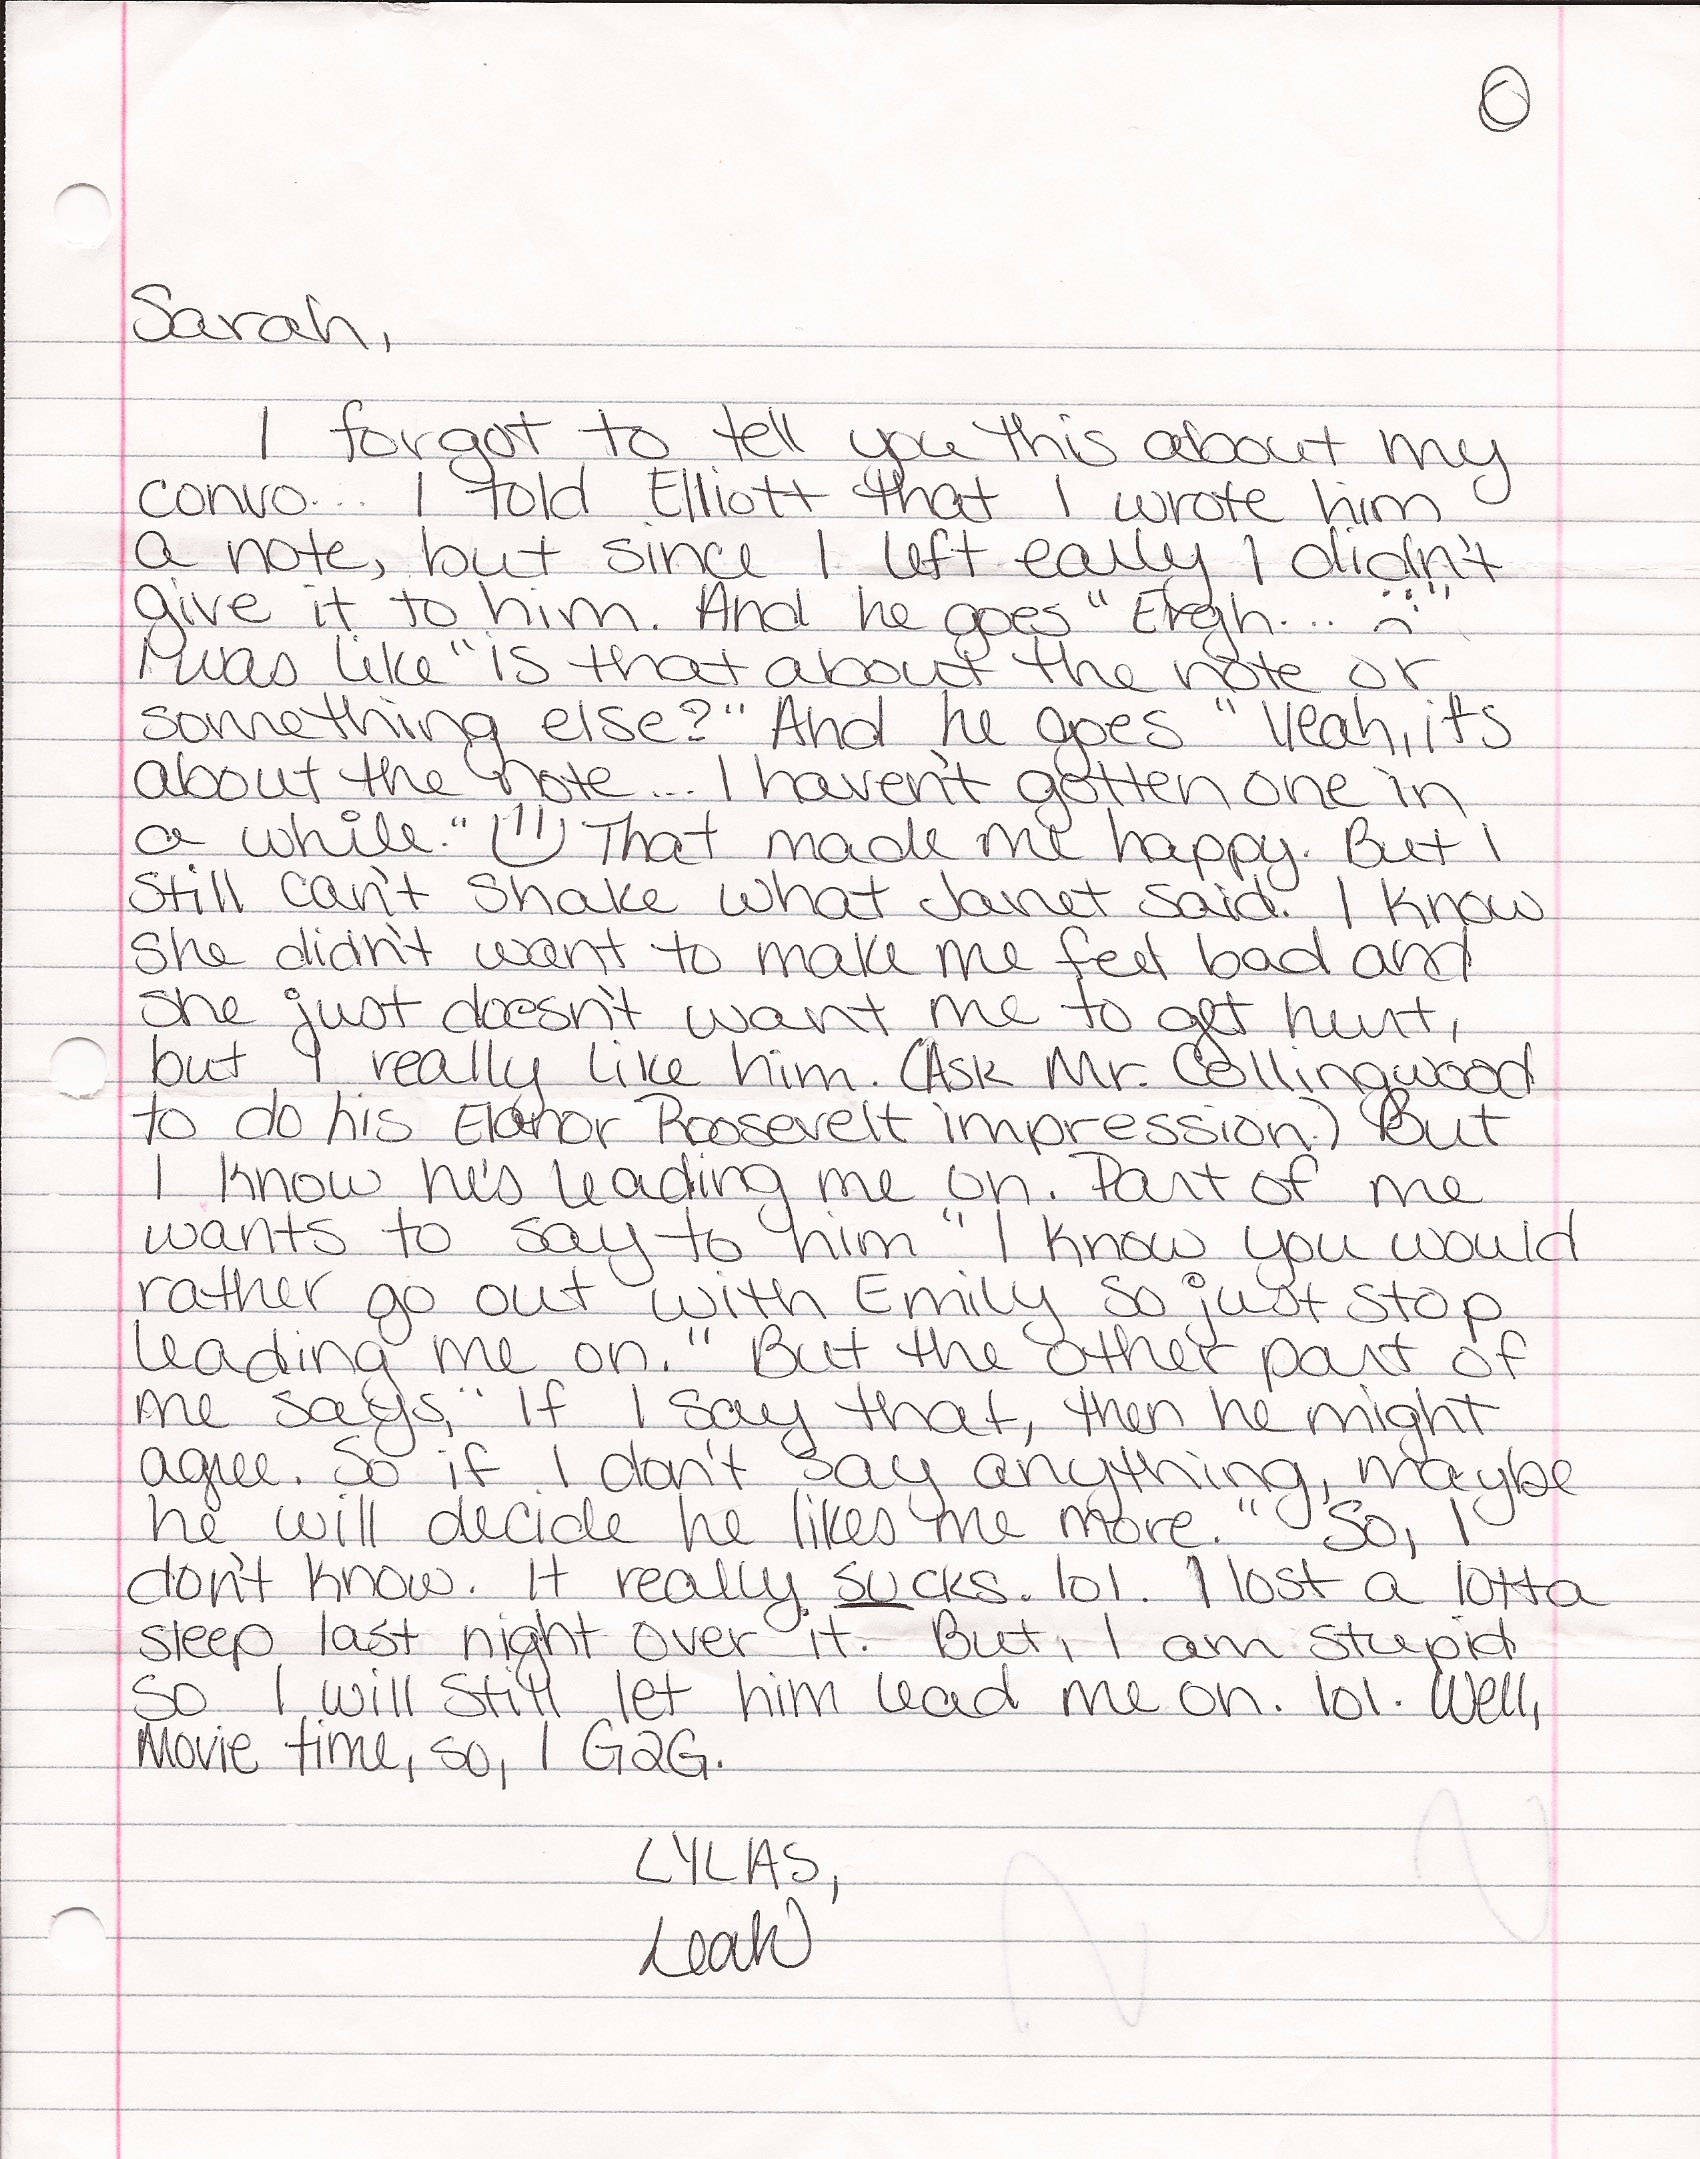 Sarah,
I forgot to tell you this about my
convo... I told Elliott that I wrote him
a note, but since I left early I didn't
give it to him. And he goes "Ergh... :( "
I was like "is that about the note or
something else?" And he goes "Yeah, it's
about the note... I haven't gotten one in
a while." That made me happy. But I
still can't shake what Janet said. I know
she didn't want to make me feel bad and
she just doesn't want me to get hurt,
but I really like him. (Ask Mr. Collingwood
to do his Elanor Roosevelt impression.) But
I know he's leading me on. Part of me
wants to say to him "I know you would
rather go out with Emily so just stop
leading me on." But the other part of
me says, "If I say that, then he might
agree. So if I don't say anything, maybe
he will decide he likes me more." So, I
don't know. It really sucks. lol. I lost a lotta
sleep last night over it. But, I am stupid
so I will still let him lead me on. lol. Well,
Movie time, so, I G2G.
LYLAS,
Leah